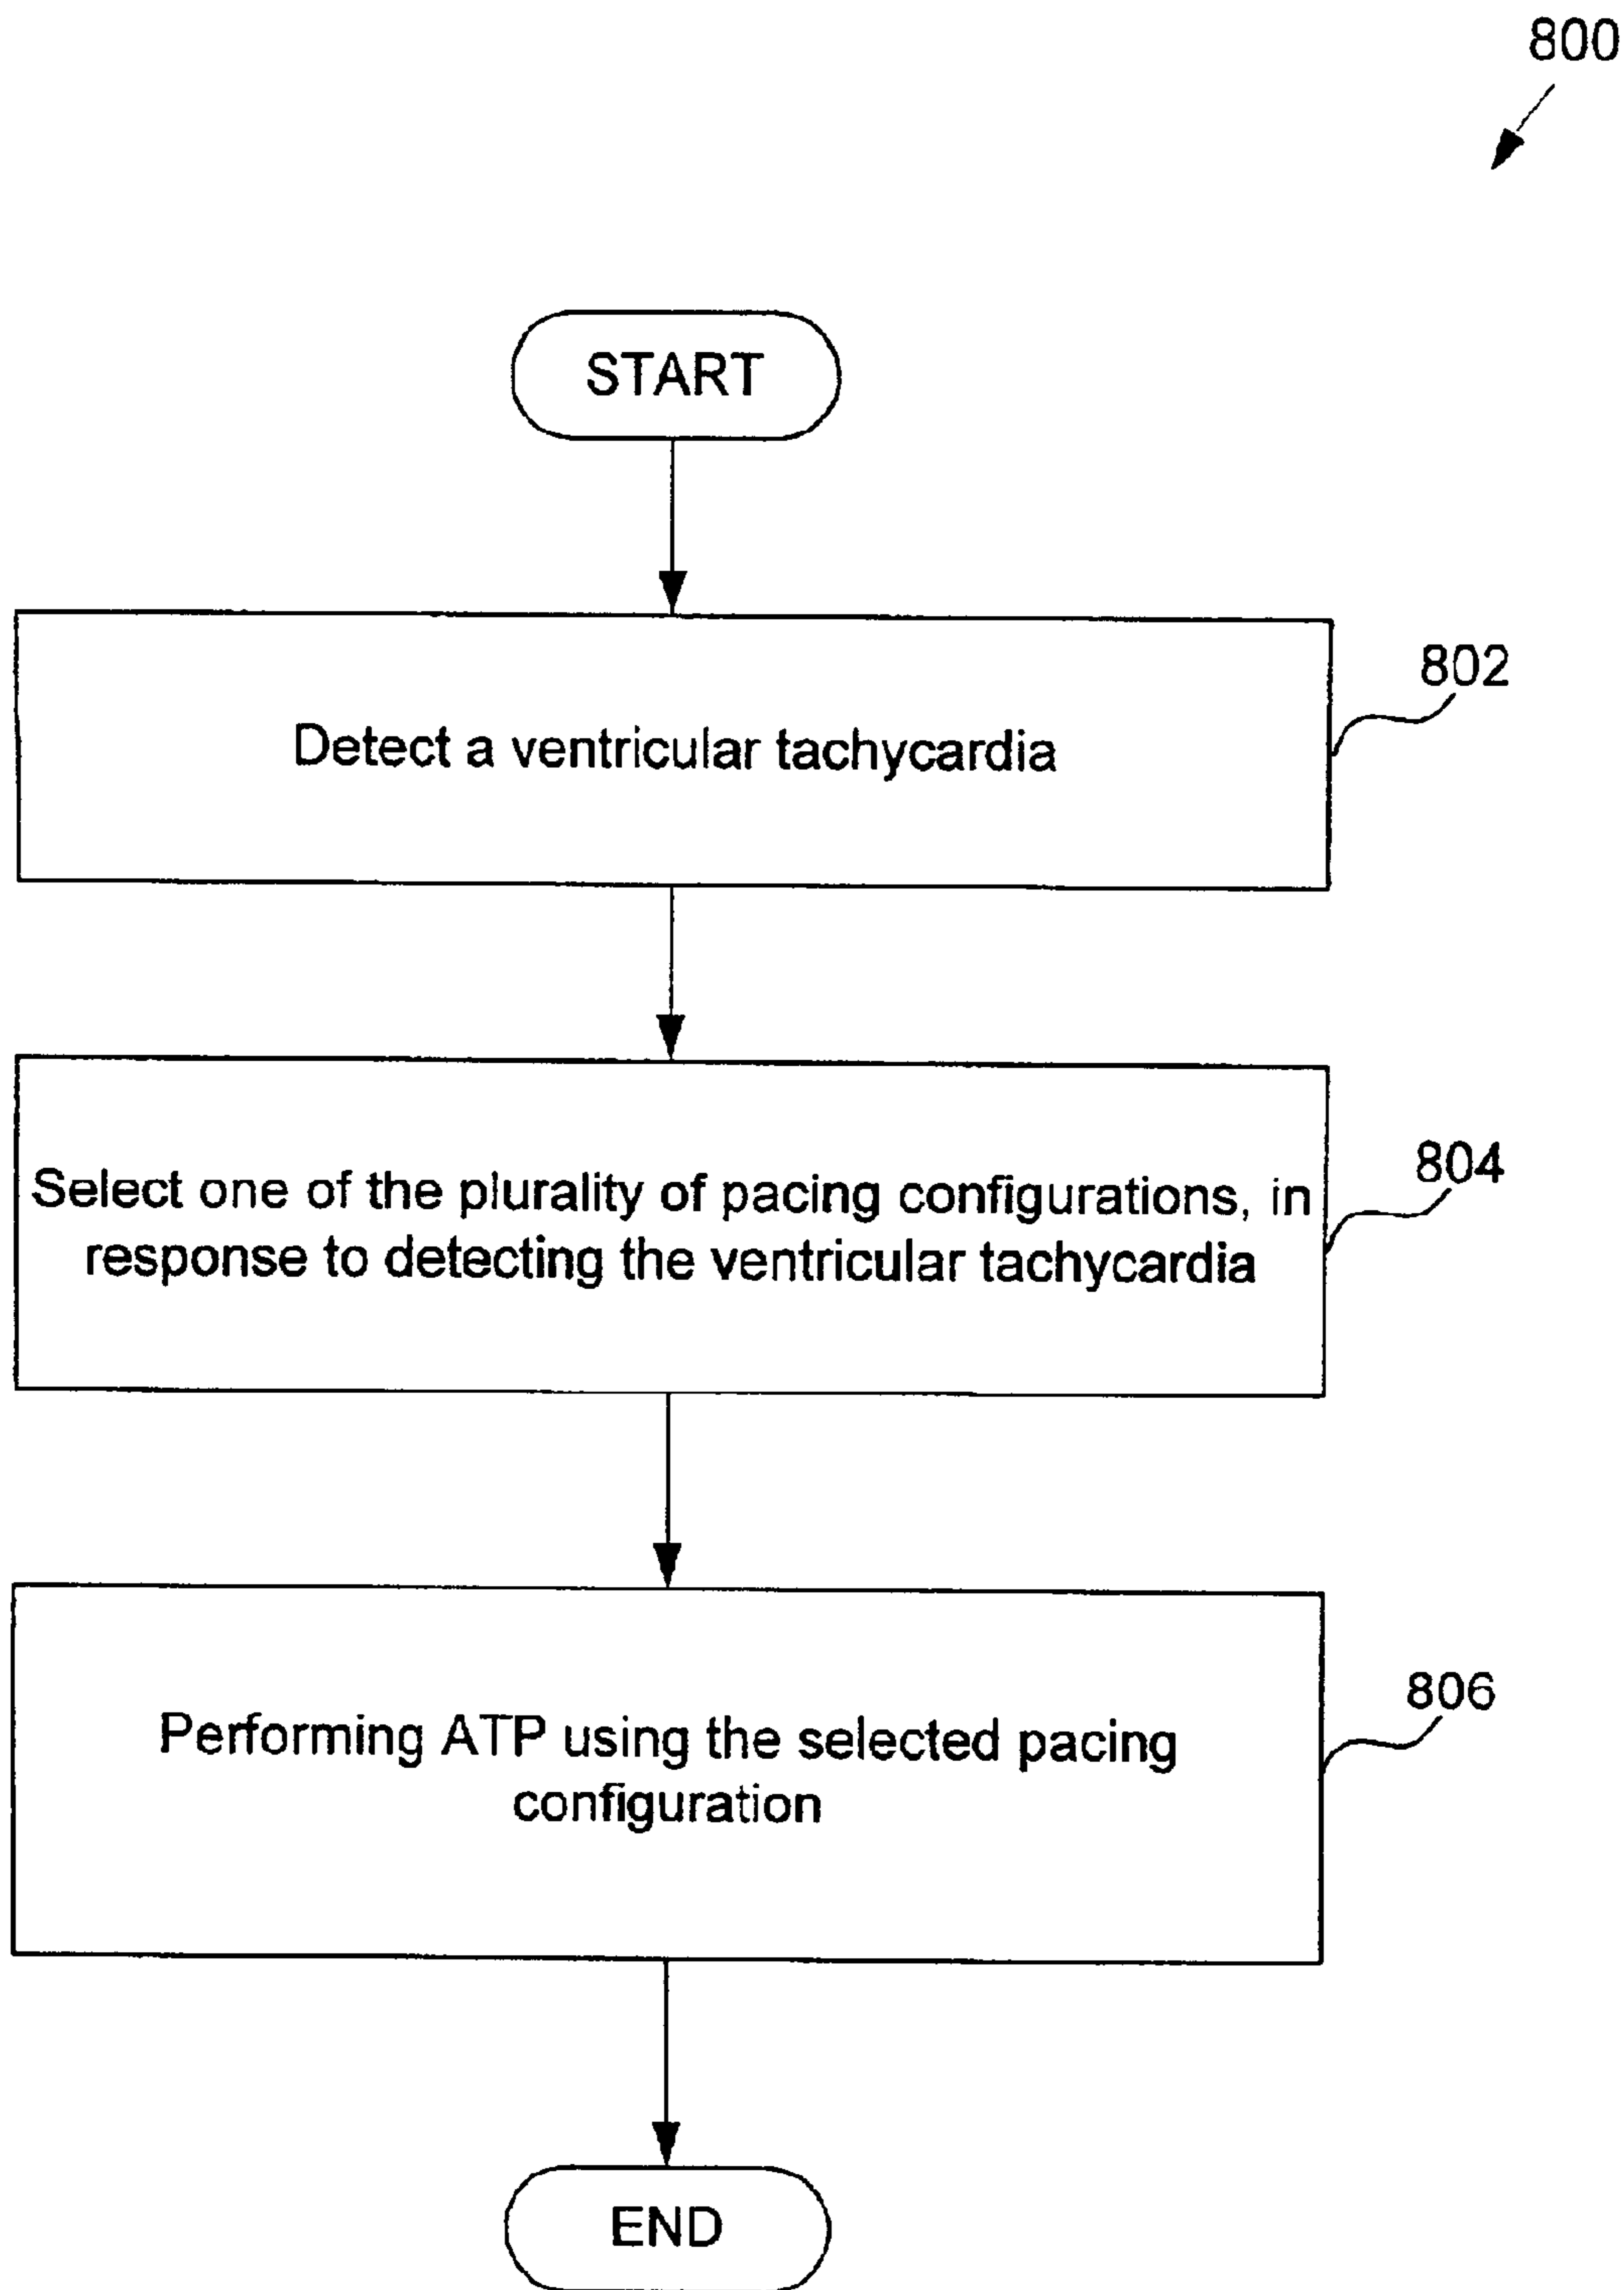 800
START
Detect a ventricular tachycardia
802
Select one of the plurality of pacing configurations, in
response to detecting the ventricular tachycardia
804
Performing ATP using the selected pacing
configuration
806
END